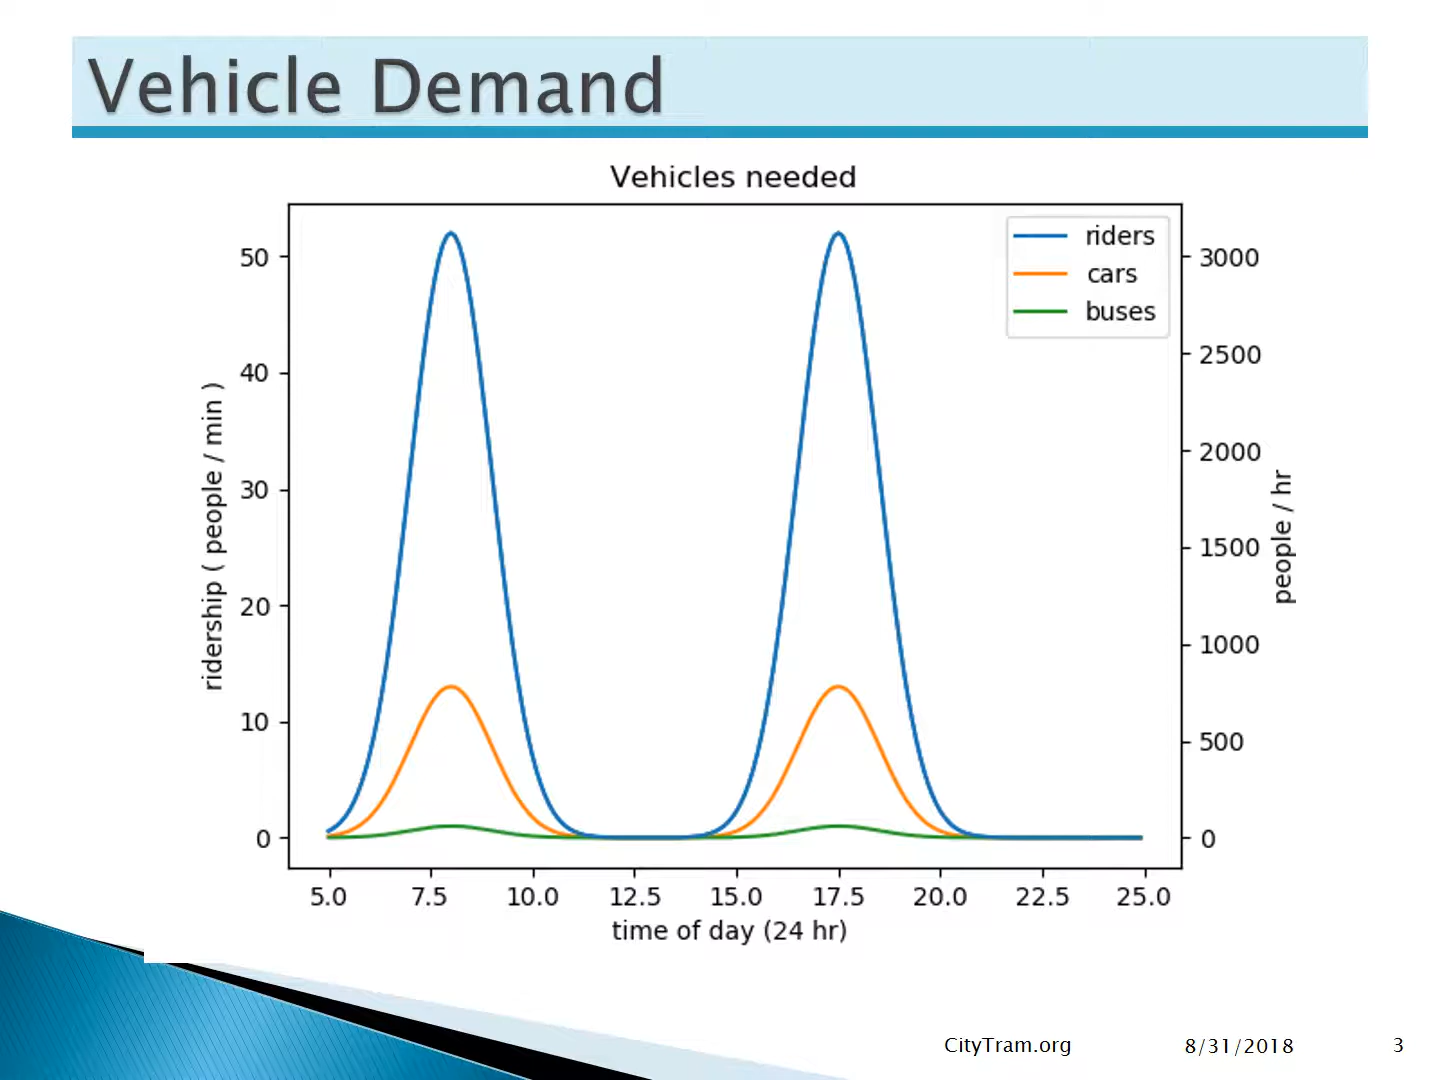 Vehicle Demand
Vehicles needed
riders
cars
buses
50
40
30
20
10
0
ridership ( people / min )
3000
2500
2000
1500
1000
500
0
people / hr
5.0 7.5 10.0 12.5 15.0 17.5 20.0 22.5 25.0
time of day (24 hr)
CityTram.org 8/31/2018 3